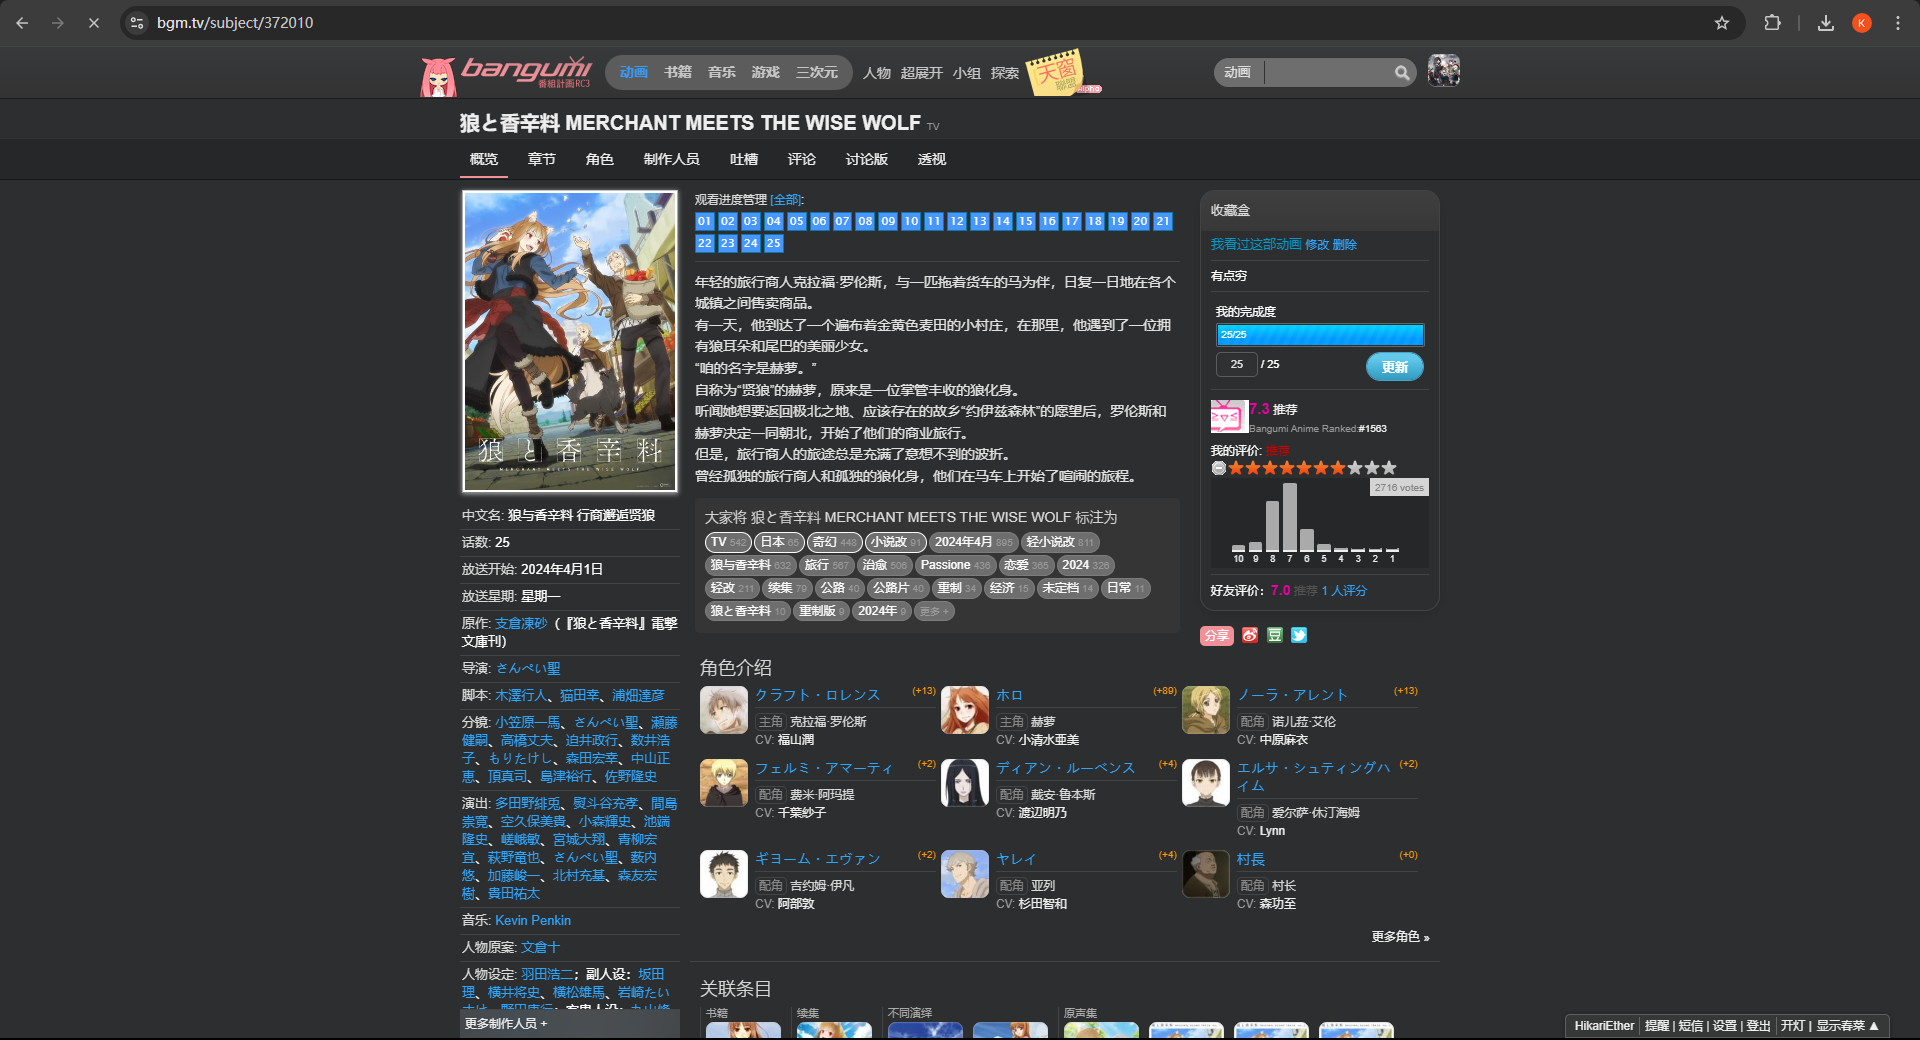 bgm.tv/subject/372010
K
bangumi
番組計画 RC3
动画 书籍 音乐 游戏 三次元 人物 超展开 小组 探索
天窗
联盟
alpha
动画
狼と香辛料 MERCHANT MEETS THE WISE WOLF TV
概览 章节 角色 制作人员 吐槽 评论 讨论版 透视
狼と香辛料
MERCHANT MEETS THE WISE WOLF
中文名: 狼与香辛料 行商邂逅贤狼
话数: 25
放送开始: 2024年4月1日
放送星期: 星期一
原作: 支倉凍砂（『狼と香辛料』電撃
文庫刊）
导演: さんぺい聖
脚本: 木澤行人、猫田幸、浦畑達彦
分镜: 小笠原一馬、さんぺい聖、瀬藤
健嗣、高橋丈夫、迫井政行、数井浩
子、もりたけし、森田宏幸、中山正
恵、頂真司、島津裕行、佐野隆史
演出: 多田野緋兎、熨斗谷充孝、間島
崇寛、空久保美貴、小森輝史、池端
隆史、嵯峨敏、宮城大翔、青柳宏
宜、萩野竜也、さんぺい聖、薮内
悠、加藤峻一、北村充基、森友宏
樹、貴田祐太
音乐: Kevin Penkin
人物原案: 文倉十
人物设定: 羽田浩二；副人设：坂田
理、横井将史、横松雄馬、岩崎たい
更多制作人员 +
观看进度管理 [全部]:
01 02 03 04 05 06 07 08 09 10 11 12 13 14 15 16 17 18 19 20 21
22 23 24 25
年轻的旅行商人克拉福·罗伦斯，与一匹拖着货车的马为伴，日复一日地在各个
城镇之间售卖商品。
有一天，他到达了一个遍布着金黄色麦田的小村庄，在那里，他遇到了一位拥
有狼耳朵和尾巴的美丽少女。
“咱的名字是赫萝。”
自称为“贤狼”的赫萝，原来是一位掌管丰收的狼化身。
听闻她想要返回极北之地、应该存在的故乡“约伊兹森林”的愿望后，罗伦斯和
赫萝决定一同朝北，开始了他们的商业旅行。
但是，旅行商人的旅途总是充满了意想不到的波折。
曾经孤独的旅行商人和孤独的狼化身，他们在马车上开始了喧闹的旅程。
大家将 狼と香辛料 MERCHANT MEETS THE WISE WOLF 标注为
TV 542 日本 65 奇幻 448 小说改 91 2024年4月 895 轻小说改 811
狼与香辛料 632 旅行 567 治愈 506 Passione 436 恋爱 365 2024 326
轻改 211 续集 79 公路 40 公路片 40 重制 34 经济 15 未定档 14 日常 11
狼と香辛料 10 重制版 9 2024年 9 更多 +
角色介绍
クラフト・ロレンス (+13)
主角 克拉福·罗伦斯
CV: 福山潤
ホロ (+89)
主角 赫萝
CV: 小清水亜美
ノーラ・アレント (+13)
配角 诺儿菈·艾伦
CV: 中原麻衣
フェルミ・アマーティ (+2)
配角 费米·阿玛提
CV: 千葉紗子
ディアン・ルーベンス (+4)
配角 戴安·鲁本斯
CV: 渡辺明乃
エルサ・シュティングハ (+2)
イム
配角 爱尔萨·休汀海姆
CV: Lynn
ギヨーム・エヴァン (+2)
配角 吉约姆·伊凡
CV: 阿部敦
ヤレイ (+4)
配角 亚列
CV: 杉田智和
村長 (+0)
配角 村长
CV: 森功至
更多角色 »
关联条目
书籍 续集 不同演绎 原声集
收藏盒
我看过这部动画 修改 删除
有点穷
我的完成度
25/25
25 / 25 更新
7.3 推荐
Bangumi Anime Ranked:#1563
我的评价: 推荐
2716 votes
10 9 8 7 6 5 4 3 2 1
好友评价: 7.0 推荐 1 人评分
分享 豆
HikariEther 提醒 | 短信 | 设置 | 登出 开灯 | 显示春菜 ▲